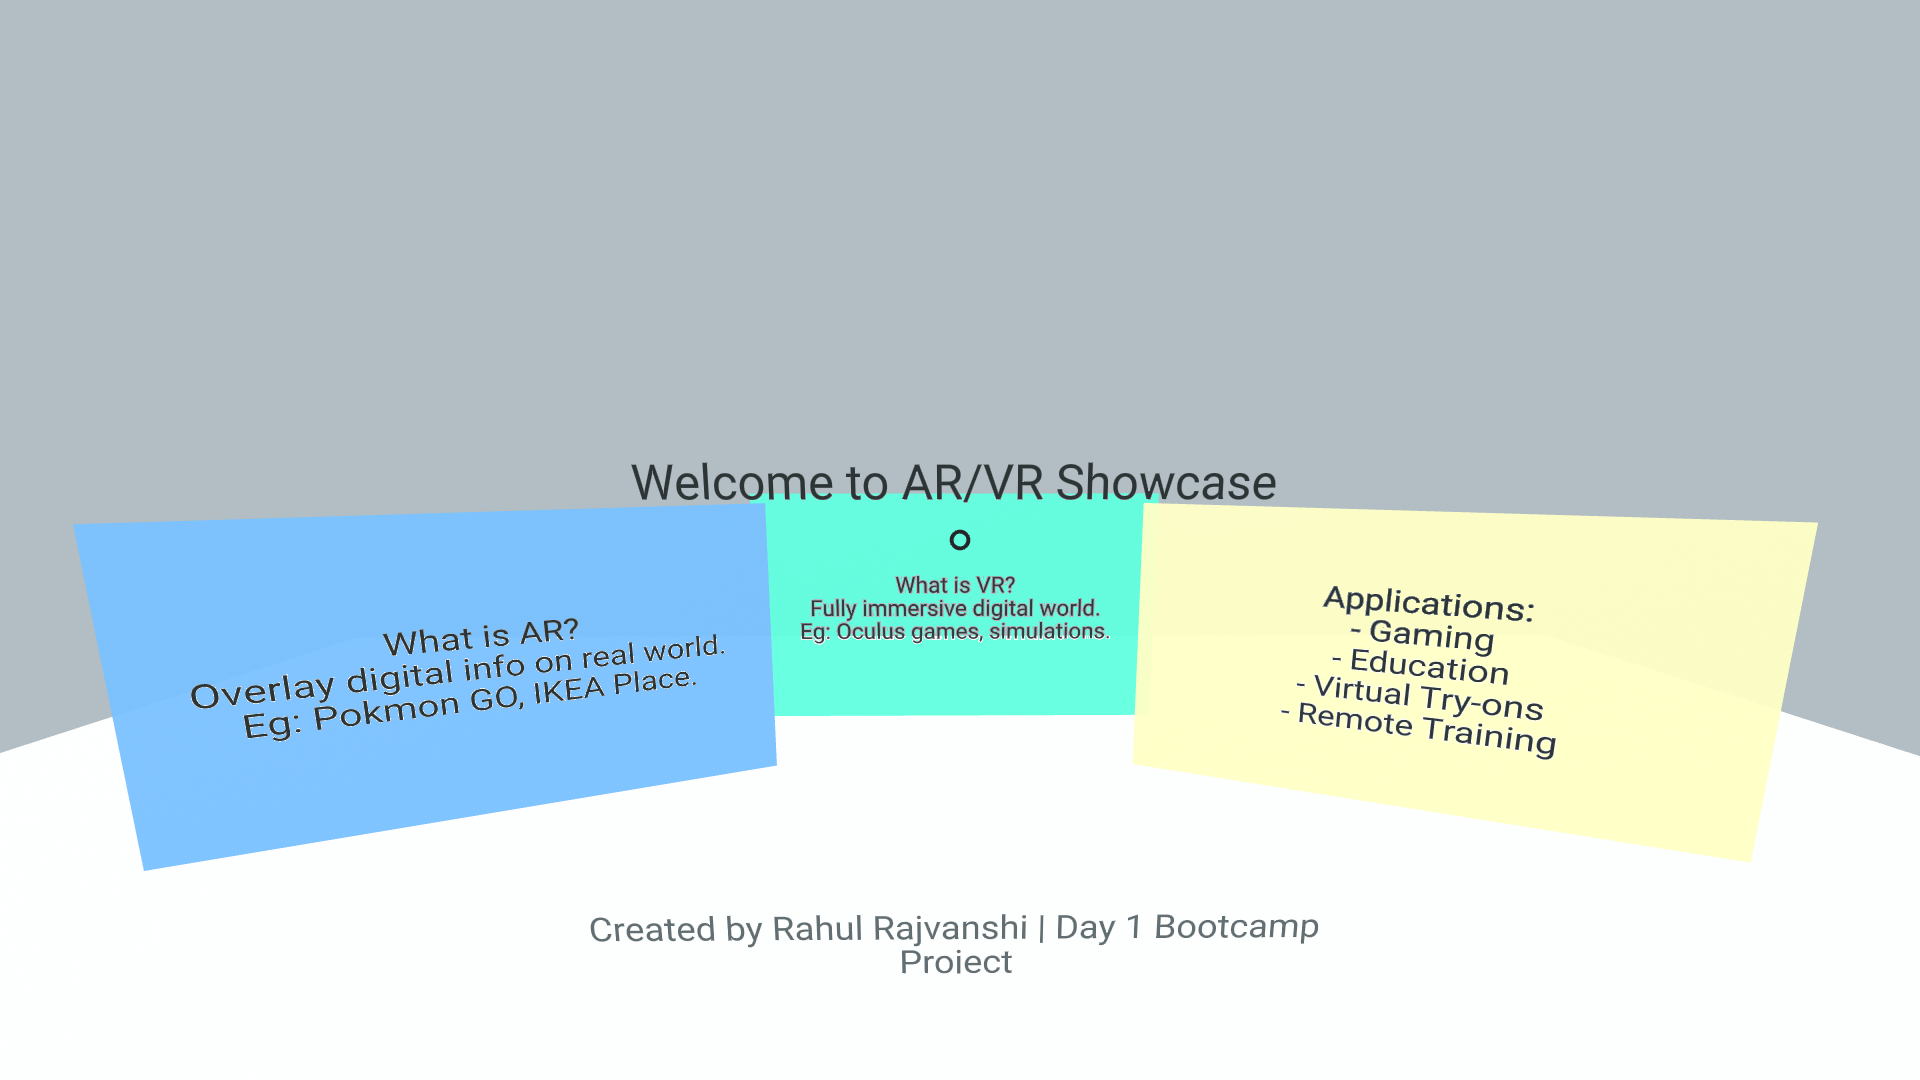 Welcome to AR/VR Showcase
What is AR?
Overlay digital info on real world.
Eg: Pokmon GO, IKEA Place.
What is VR?
Fully immersive digital world.
Eg: Oculus games, simulations.
Applications:
- Gaming
- Education
- Virtual Try-ons
- Remote Training
Created by Rahul Rajvanshi | Day 1 Bootcamp
Project